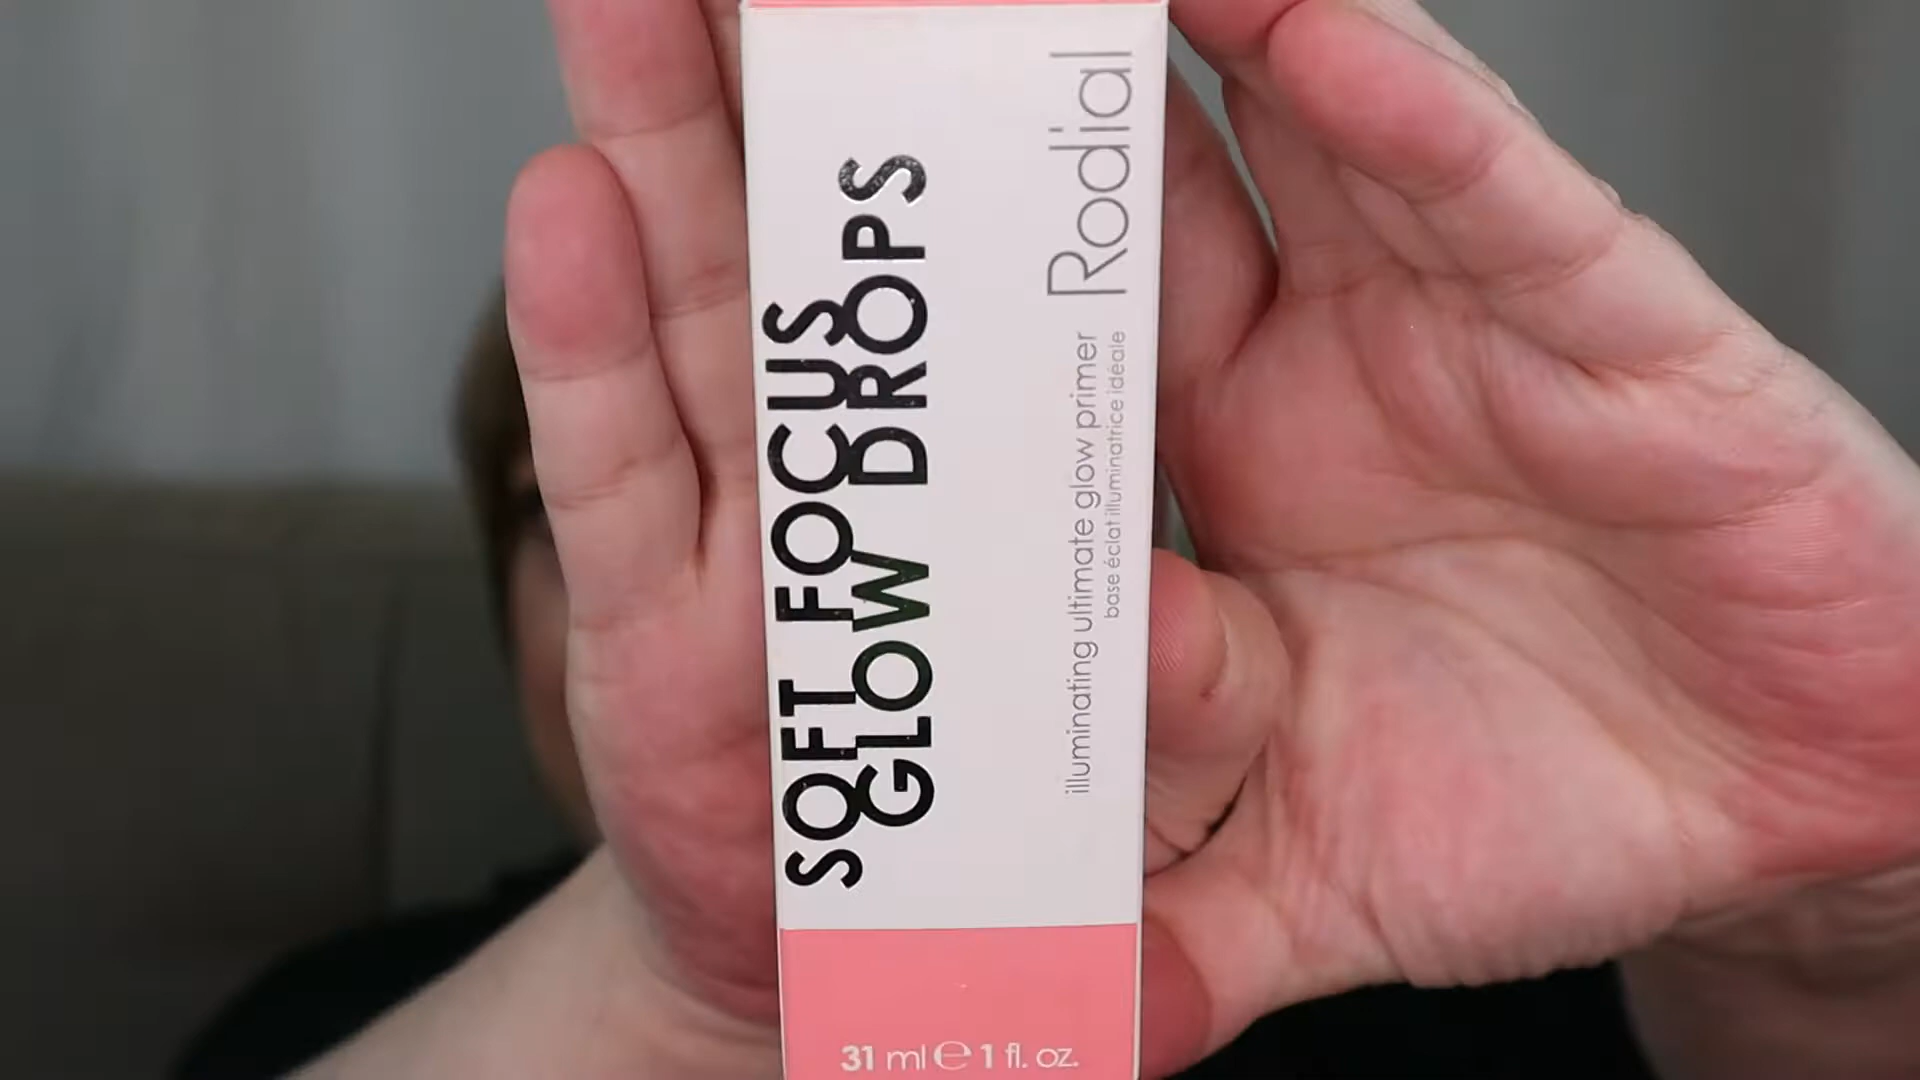 SOFT FOCUS
GLOW DROPS
Rodial
illuminating ultimate glow primer
base éclat illuminatrice idéale
31 ml ℮ 1 fl. oz.